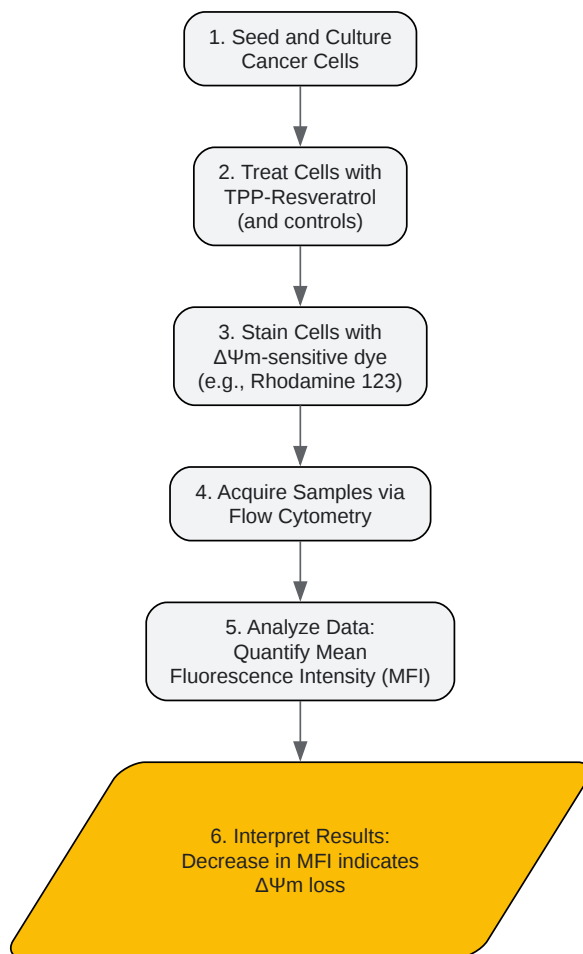 1. Seed and Culture
Cancer Cells
2. Treat Cells with
TPP-Resveratrol
(and controls)
3. Stain Cells with
ΔΨm-sensitive dye
(e.g., Rhodamine 123)
4. Acquire Samples via
Flow Cytometry
5. Analyze Data:
Quantify Mean
Fluorescence Intensity (MFI)
6. Interpret Results:
Decrease in MFI indicates
ΔΨm loss